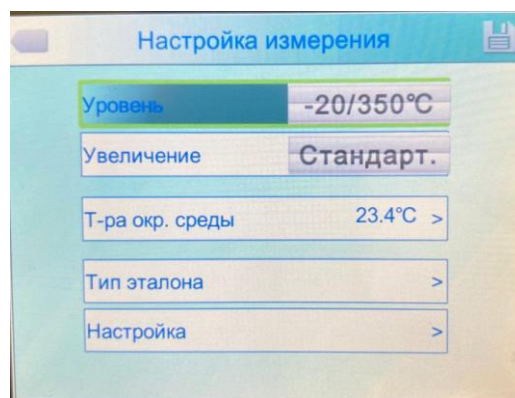 Настройка измерения
Уровень -20/350°C
Увеличение Стандарт.
Т-ра окр. среды 23.4°C >
Тип эталона >
Настройка >